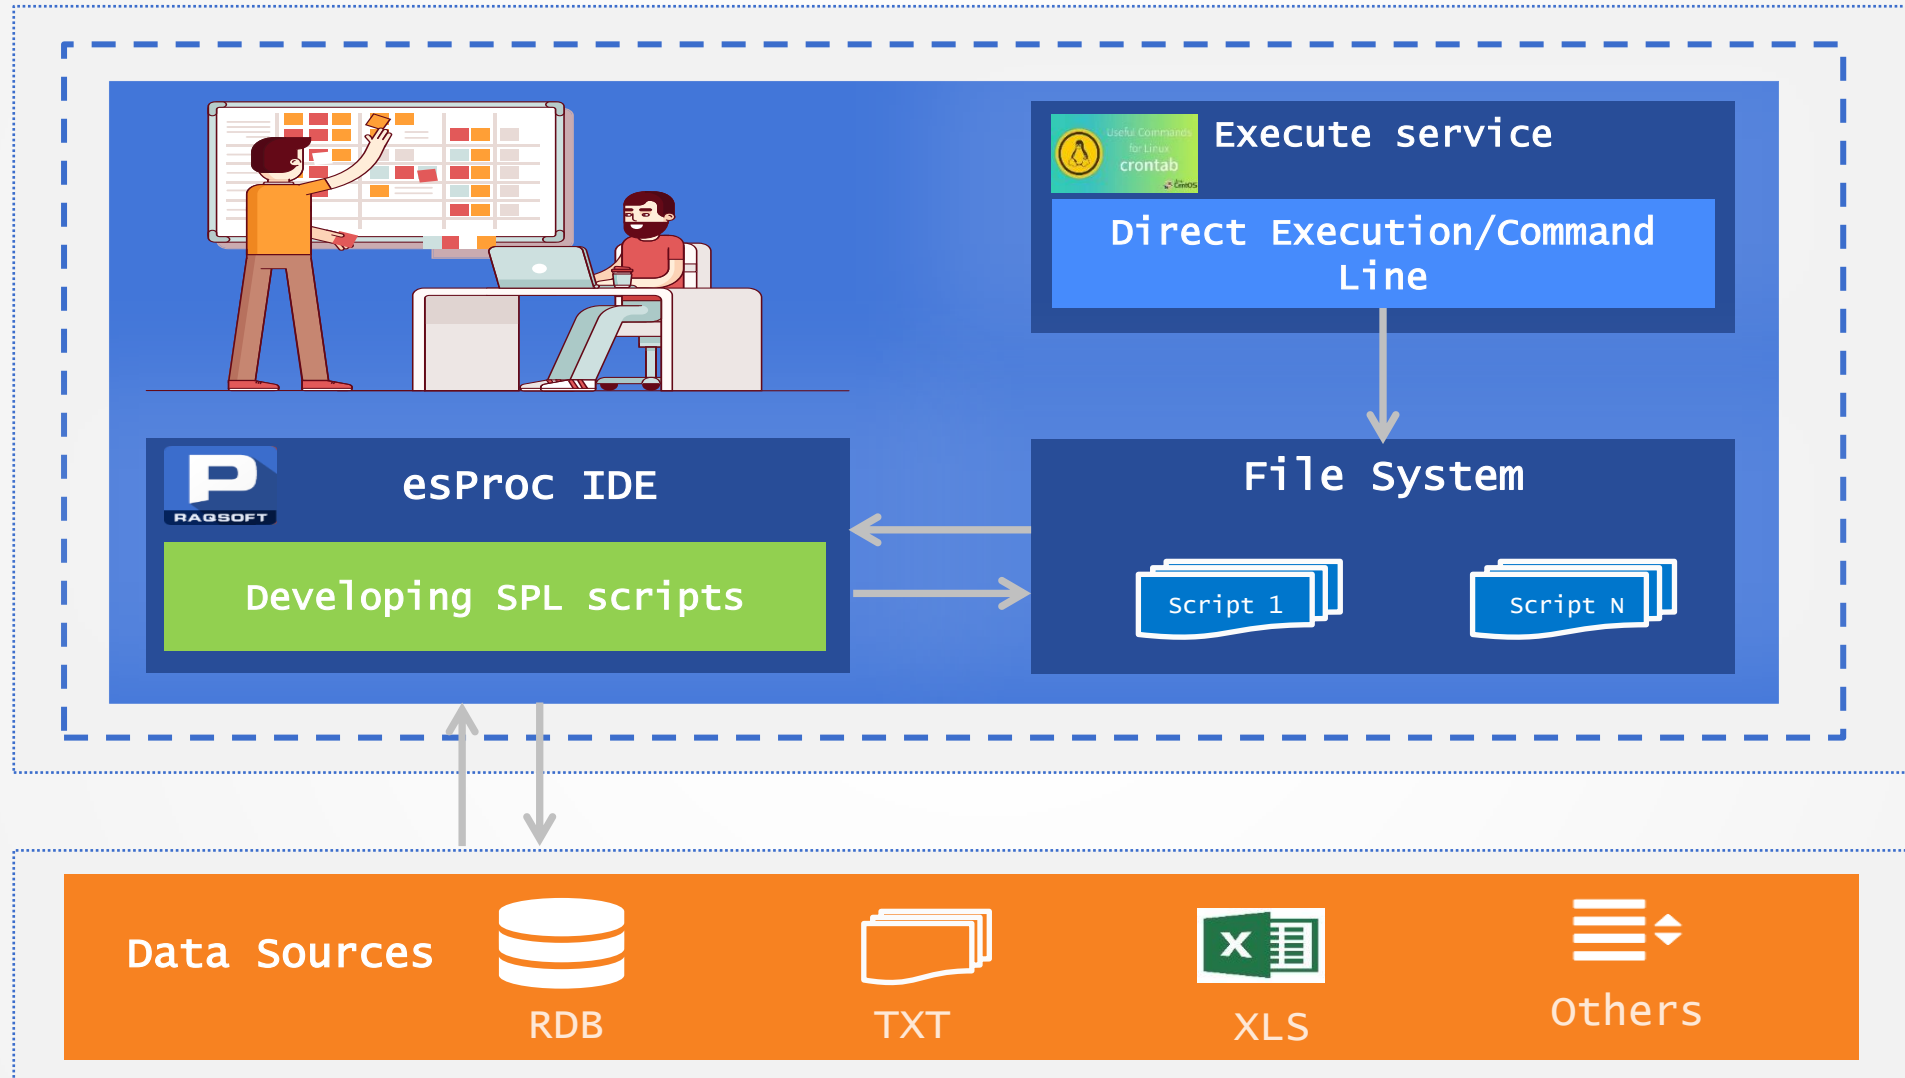 Useful Commands
for Linux
crontab
CentOS
Execute service
Direct Execution/Command
Line
RAQSOFT
esProc IDE
Developing SPL scripts
File System
Script 1
Script N
Data Sources
RDB
TXT
XLS
Others